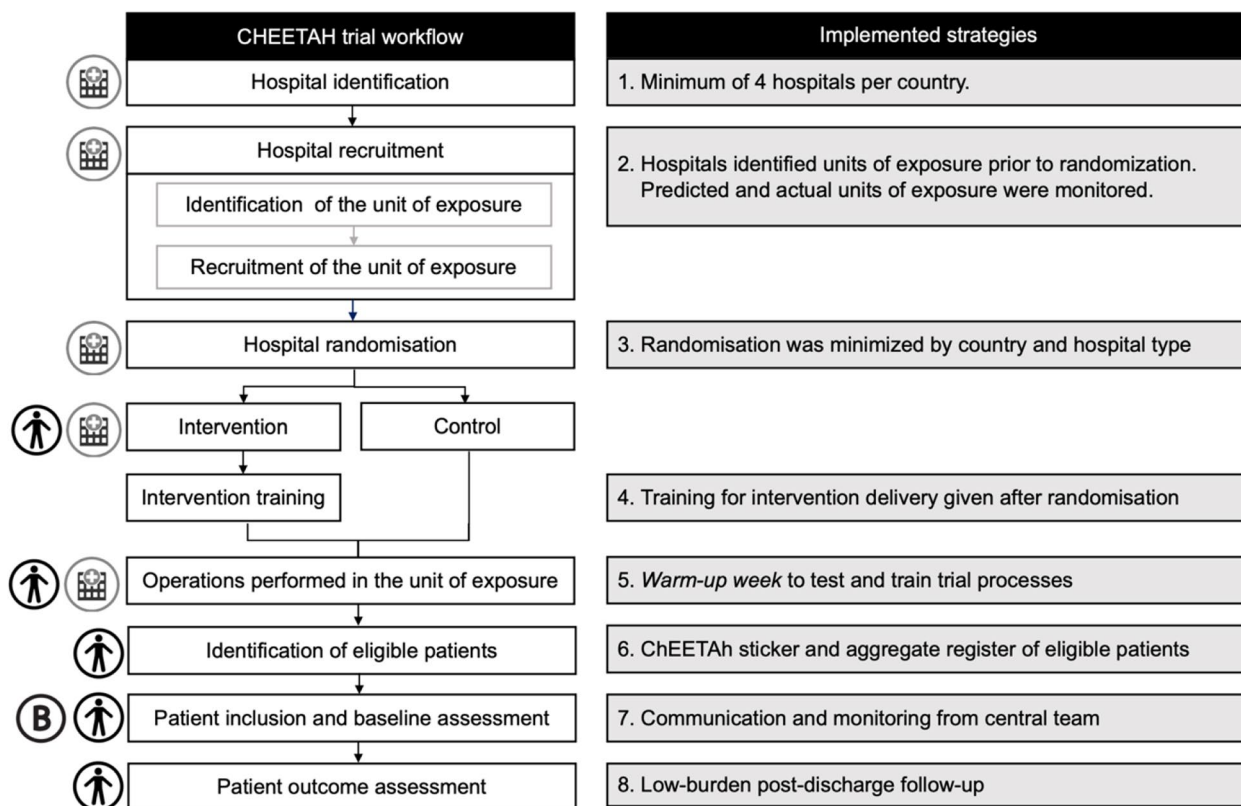 CHEETAH trial workflow
Implemented strategies
Hospital identification
1. Minimum of 4 hospitals per country.
Hospital recruitment
2. Hospitals identified units of exposure prior to randomization.
Predicted and actual units of exposure were monitored.
Identification of the unit of exposure
Recruitment of the unit of exposure
Hospital randomisation
3. Randomisation was minimized by country and hospital type
Intervention
Control
Intervention training
4. Training for intervention delivery given after randomisation
Operations performed in the unit of exposure
5. Warm-up week to test and train trial processes
Identification of eligible patients
6. ChEETAh sticker and aggregate register of eligible patients
B
Patient inclusion and baseline assessment
7. Communication and monitoring from central team
Patient outcome assessment
8. Low-burden post-discharge follow-up